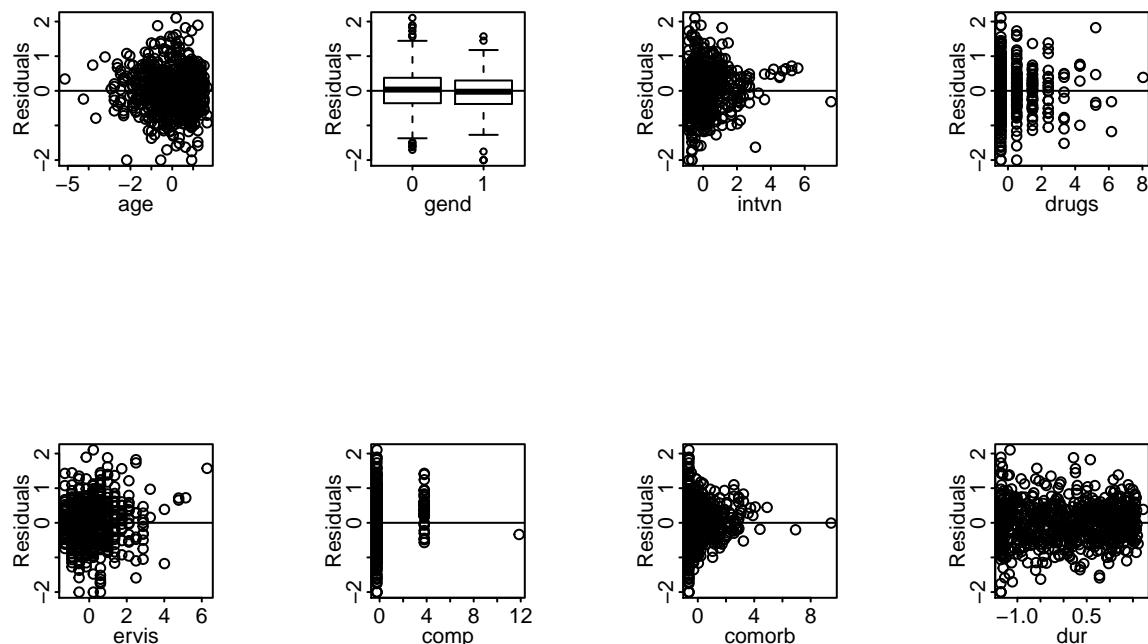 2
1
0
−2
Residuals
−5 −2 0
age
2
1
0
−2
Residuals
0 1
gend
2
1
0
−2
Residuals
0 2 4 6
intvn
2
1
0
−2
Residuals
0 2 4 6 8
drugs
2
1
0
−2
Residuals
0 2 4 6
ervis
2
1
0
−2
Residuals
0 4 8 12
comp
2
1
0
−2
Residuals
0 4 8
comorb
2
1
0
−2
Residuals
−1.0 0.5
dur